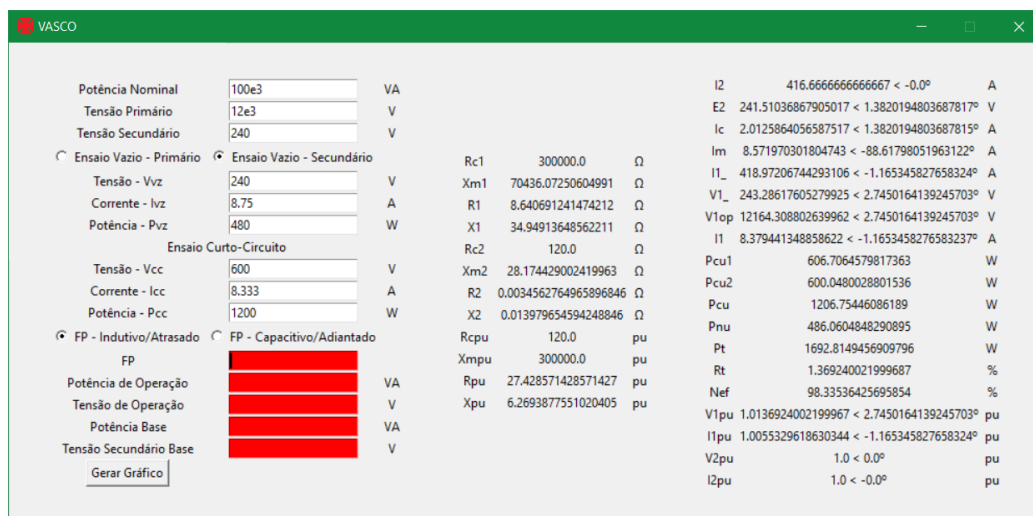 VASCO
Potência Nominal 100e3 VA
Tensão Primário 12e3 V
Tensão Secundário 240 V
Ensaio Vazio - Primário Ensaio Vazio - Secundário
Tensão - Vvz 240 V
Corrente - Ivz 8.75 A
Potência - Pvz 480 W
Ensaio Curto-Circuito
Tensão - Vcc 600 V
Corrente - Icc 8.333 A
Potência - Pcc 1200 W
FP - Indutivo/Atrasado FP - Capacitivo/Adiantado
FP
Potência de Operação VA
Tensão de Operação V
Potência Base VA
Tensão Secundário Base V
Gerar Gráfico
Rc1 300000.0 Ω
Xm1 70436.07250604991 Ω
R1 8.640691241474212 Ω
X1 34.94913648562211 Ω
Rc2 120.0 Ω
Xm2 28.174429002419963 Ω
R2 0.0034562764965896846 Ω
X2 0.013979654594248846 Ω
Rcpu 120.0 pu
Xmpu 300000.0 pu
Rpu 27.428571428571427 pu
Xpu 6.2693877551020405 pu
I2 416.6666666666667 < -0.0º A
E2 241.51036867905017 < 1.3820194803687817º V
Ic 2.0125864056587517 < 1.3820194803687815º A
Im 8.571970301804743 < -88.61798051963122º A
I1_ 418.97206744293106 < -1.165345827658324º A
V1_ 243.28617605279925 < 2.7450164139245703º V
V1op 12164.308802639962 < 2.7450164139245703º V
I1 8.379441348858622 < -1.1653458276583237º A
Pcu1 606.7064579817363 W
Pcu2 600.0480028801536 W
Pcu 1206.75446086189 W
Pnu 486.0604848290895 W
Pt 1692.8149456909796 W
Rt 1.369240021999687 %
Nef 98.33536425695854 %
V1pu 1.0136924002199967 < 2.7450164139245703º pu
I1pu 1.0055329618630344 < -1.165345827658324º pu
V2pu 1.0 < 0.0º pu
I2pu 1.0 < -0.0º pu